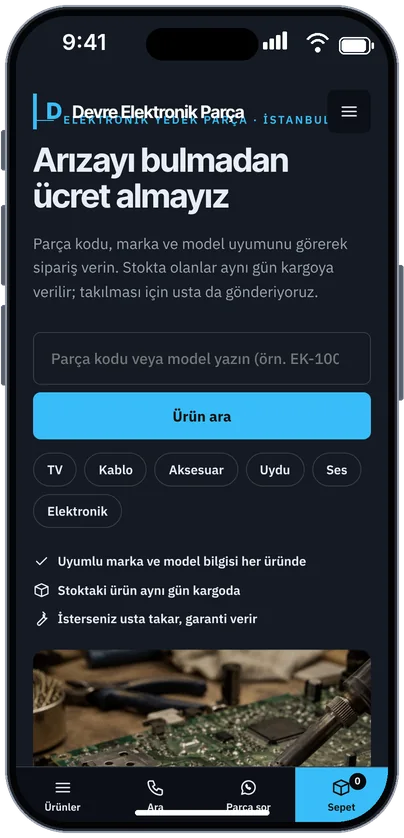 9:41
D Devre Elektronik Parça
ELEKTRONİK YEDEK PARÇA · İSTANBUL
Arızayı bulmadan
ücret almayız
Parça kodu, marka ve model uyumunu görerek
sipariş verin. Stokta olanlar aynı gün kargoya
verilir; takılması için usta da gönderiyoruz.
Parça kodu veya model yazın (örn. EK-100
Ürün ara
TV Kablo Aksesuar Uydu Ses
Elektronik
Uyumlu marka ve model bilgisi her üründe
Stoktaki ürün aynı gün kargoda
İsterseniz usta takar, garanti verir
0
Ürünler Ara Parça sor Sepet